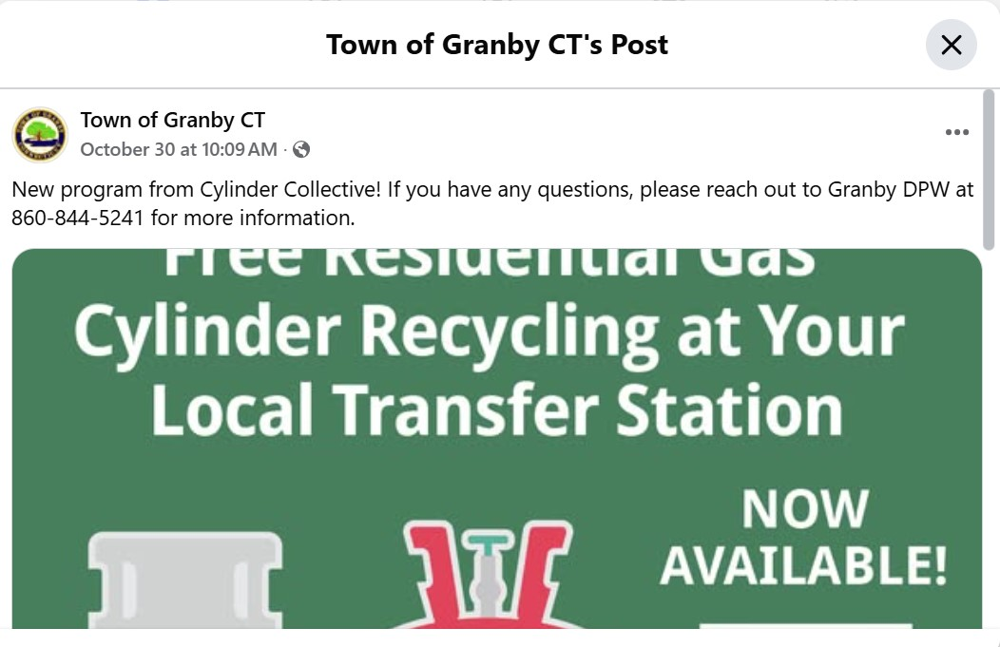 Town of Granby CT's Post
Town of Granby CT
October 30 at 10:09 AM ·
New program from Cylinder Collective! If you have any questions, please reach out to Granby DPW at
860-844-5241 for more information.
Free Residential Gas
Cylinder Recycling at Your
Local Transfer Station
NOW
AVAILABLE!